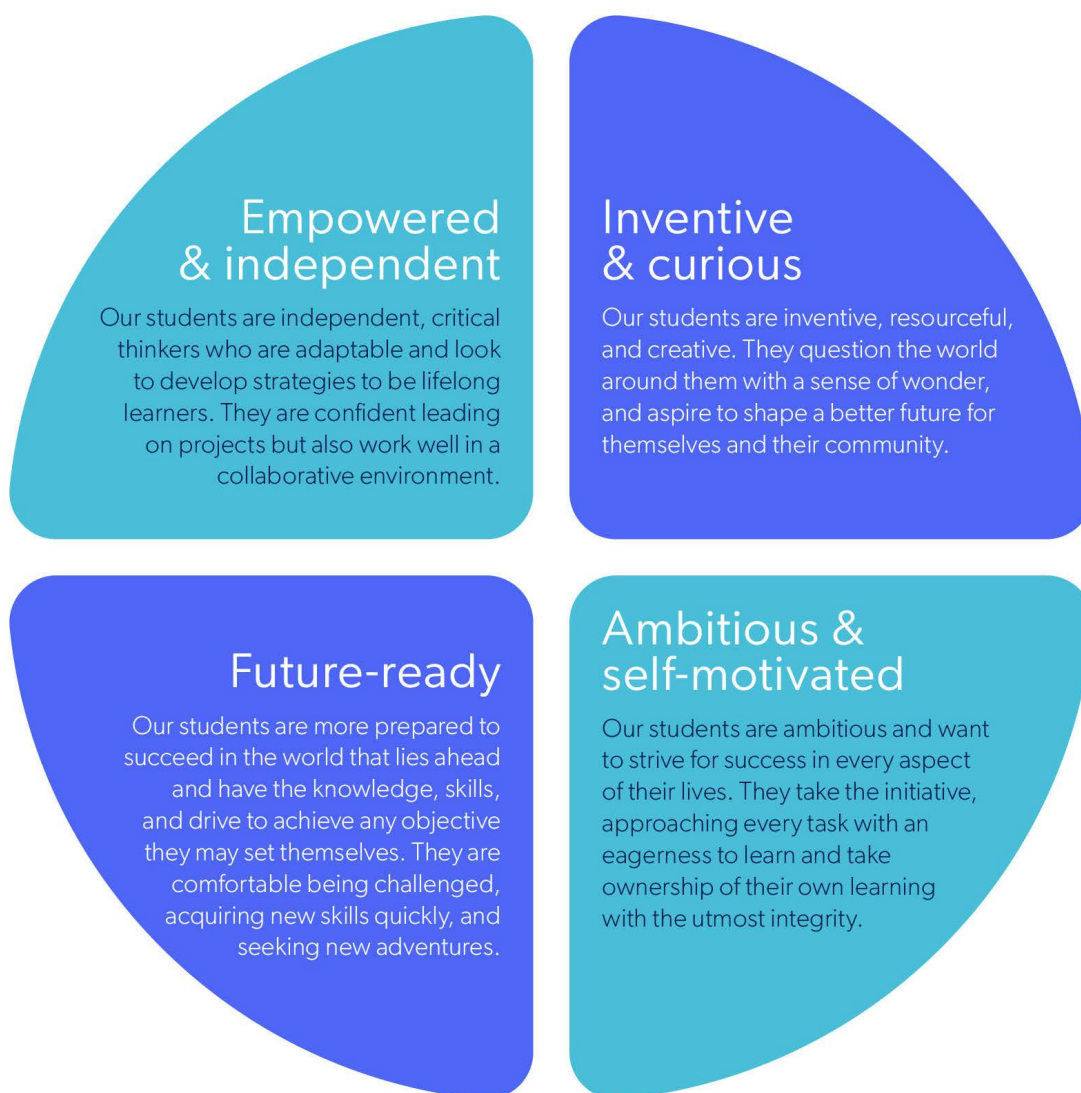 Empowered
& independent
Our students are independent, critical
thinkers who are adaptable and look
to develop strategies to be lifelong
learners. They are confident leading
on projects but also work well in a
collaborative environment.
Inventive
& curious
Our students are inventive, resourceful,
and creative. They question the world
around them with a sense of wonder,
and aspire to shape a better future for
themselves and their community.
Future-ready
Our students are more prepared to
succeed in the world that lies ahead
and have the knowledge, skills,
and drive to achieve any objective
they may set themselves. They are
comfortable being challenged,
acquiring new skills quickly, and
seeking new adventures.
Ambitious &
self-motivated
Our students are ambitious and want
to strive for success in every aspect
of their lives. They take the initiative,
approaching every task with an
eagerness to learn and take
ownership of their own learning
with the utmost integrity.